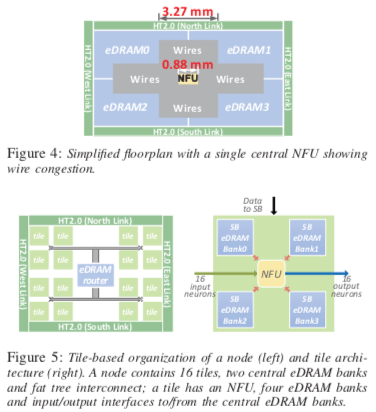 3.27 mm
HT2.0 (North Link)
eDRAM0
Wires
eDRAM1
HT2.0 (West Link)
Wires
0.88 mm
NFU
Wires
HT2.0 (East Link)
eDRAM2
Wires
eDRAM3
HT2.0 (South Link)
Figure 4: Simplified floorplan with a single central NFU showing
wire congestion.
HT2.0 (North Link)
tile tile tile tile
tile tile tile tile
HT2.0 (West Link)
eDRAM
router
HT2.0 (East Link)
tile tile tile tile
tile tile tile tile
HT2.0 (South Link)
Data
to SB
SB
eDRAM
Bank0
SB
eDRAM
Bank1
16
input
neurons
NFU
16
output
neurons
SB
eDRAM
Bank2
SB
eDRAM
Bank3
Figure 5: Tile-based organization of a node (left) and tile archi-
tecture (right). A node contains 16 tiles, two central eDRAM banks
and fat tree interconnect; a tile has an NFU, four eDRAM banks
and input/output interfaces to/from the central banks.